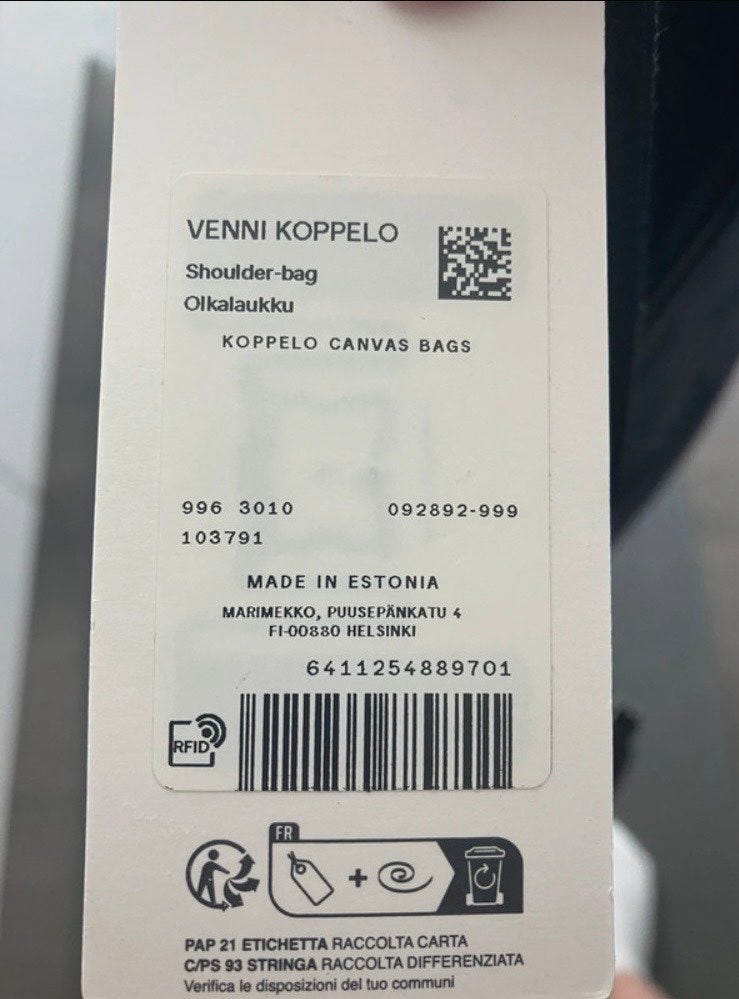 VENNI KOPPELO
Shoulder-bag
Olkalaukku
KOPPELO CANVAS BAGS
996 3010 092892-999
103791
MADE IN ESTONIA
MARIMEKKO, PUUSEPÄNKATU 4
FI-00880 HELSINKI
6411254889701
RFID
FR
+
PAP 21 ETICHETTA RACCOLTA CARTA
C/PS 93 STRINGA RACCOLTA DIFFERENZIATA
Verifica le disposizioni del tuo communi